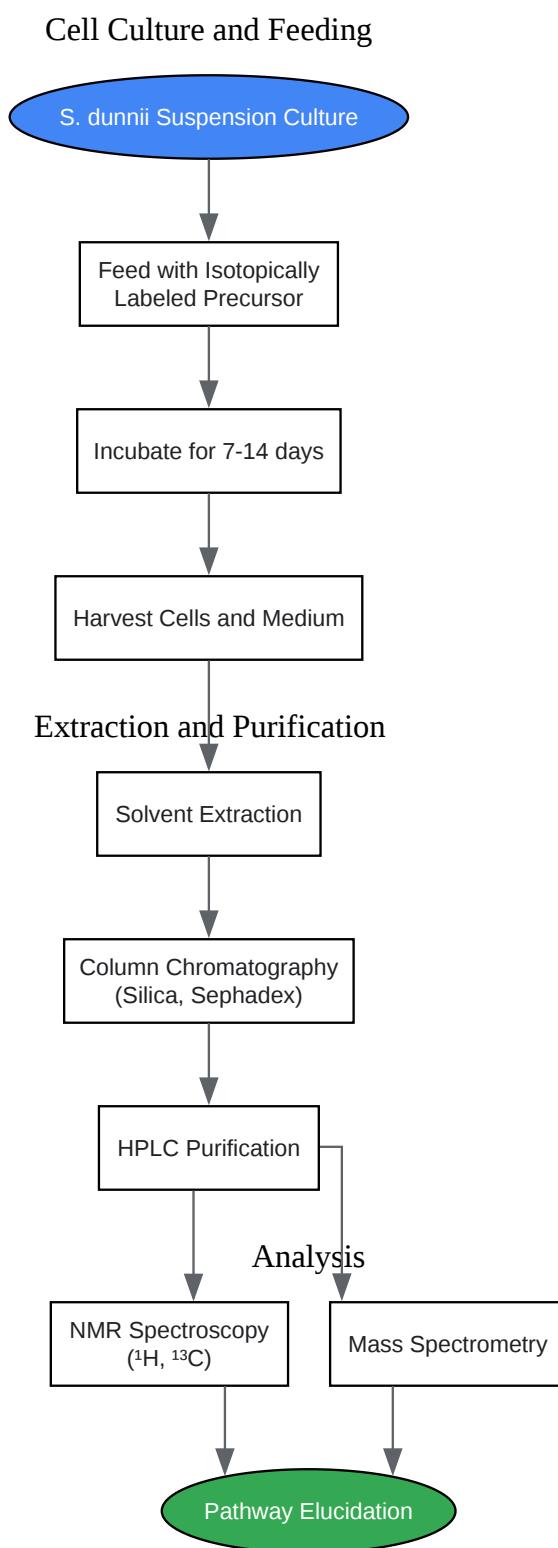 Cell Culture and Feeding
S. dunnii Suspension Culture
Feed with Isotopically
Labeled Precursor
Incubate for 7-14 days
Harvest Cells and Medium
Extraction and Purification
Solvent Extraction
Column Chromatography
(Silica, Sephadex)
HPLC Purification
Analysis
NMR Spectroscopy
(¹H, ¹³C)
Mass Spectrometry
Pathway Elucidation